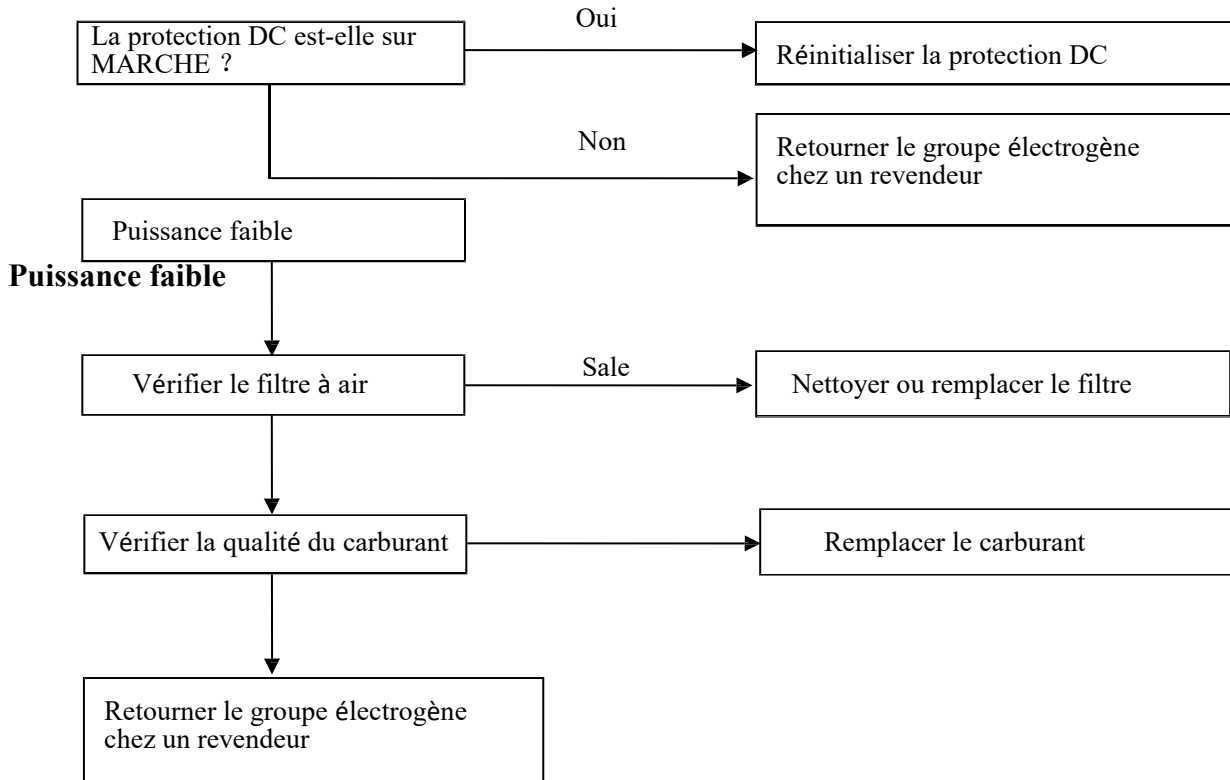 La protection DC est-elle sur
MARCHE ?
Oui
Réinitialiser la protection DC
Non
Retourner le groupe électrogène
chez un revendeur
Puissance faible
Puissance faible
Vérifier le filtre à air
Sale
Nettoyer ou remplacer le filtre
Vérifier la qualité du carburant
Remplacer le carburant
Retourner le groupe électrogène
chez un revendeur